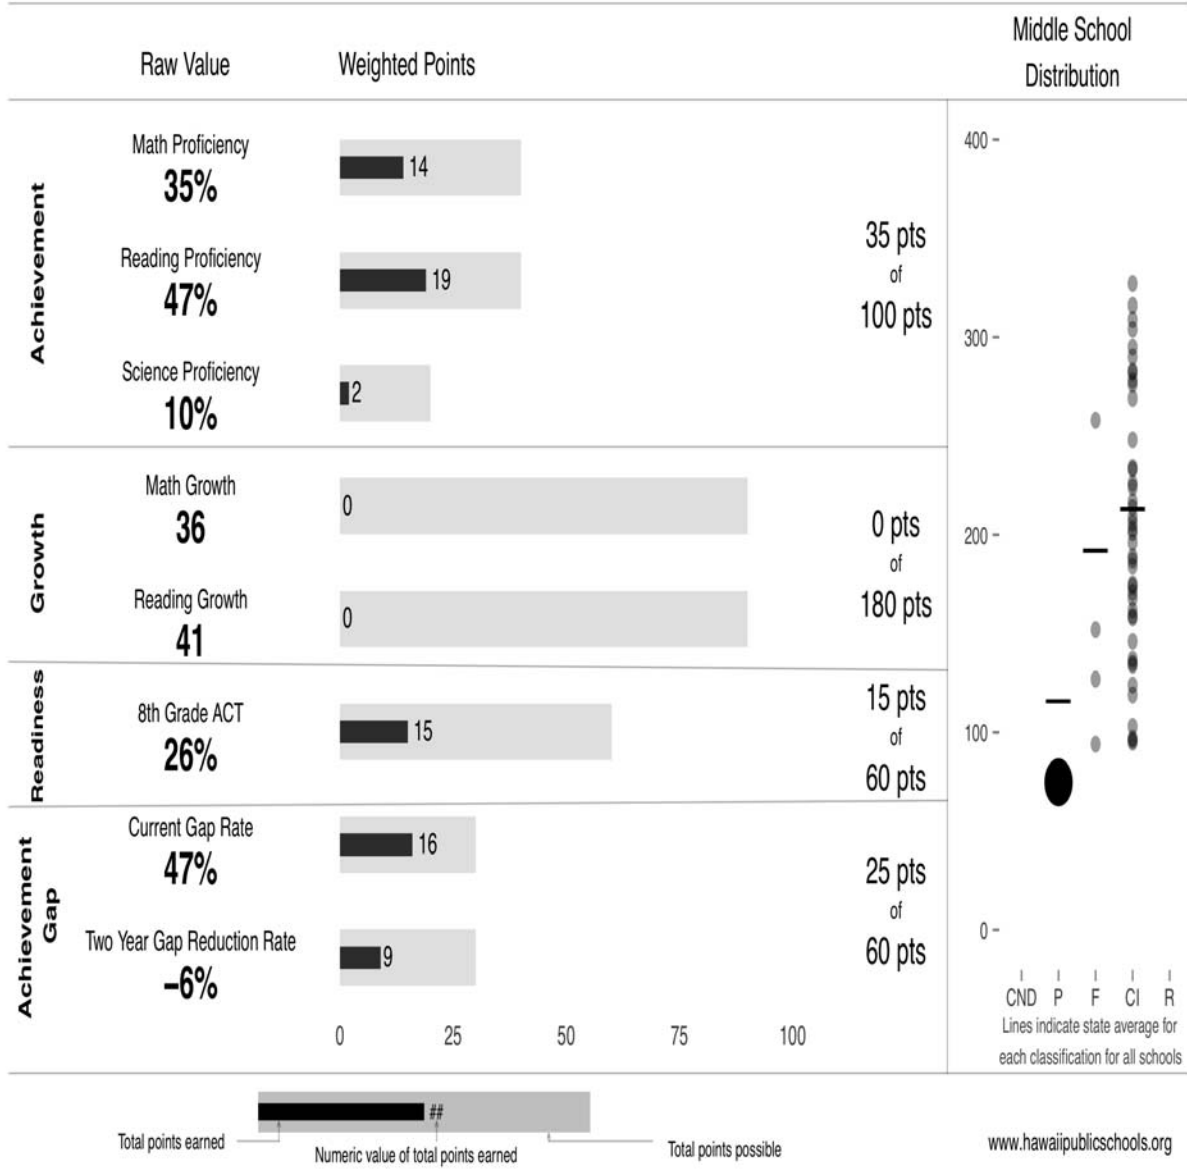 Raw Value
Weighted Points
Middle School
Distribution
Achievement
Math Proficiency
35%
14
Reading Proficiency
47%
19
Science Proficiency
10%
2
35 pts
of
100 pts
Growth
Math Growth
36
0
Reading Growth
41
0
0 pts
of
180 pts
Readiness
8th Grade ACT
26%
15
15 pts
of
60 pts
Achievement
Gap
Current Gap Rate
47%
16
Two Year Gap Reduction Rate
–6%
9
25 pts
of
60 pts
0 25 50 75 100
400
300
200
100
0
CND P F CI R
Lines indicate state average for
each classification for all schools
##
Total points earned
Numeric value of total points earned
Total points possible
www.hawaiipublicschools.org